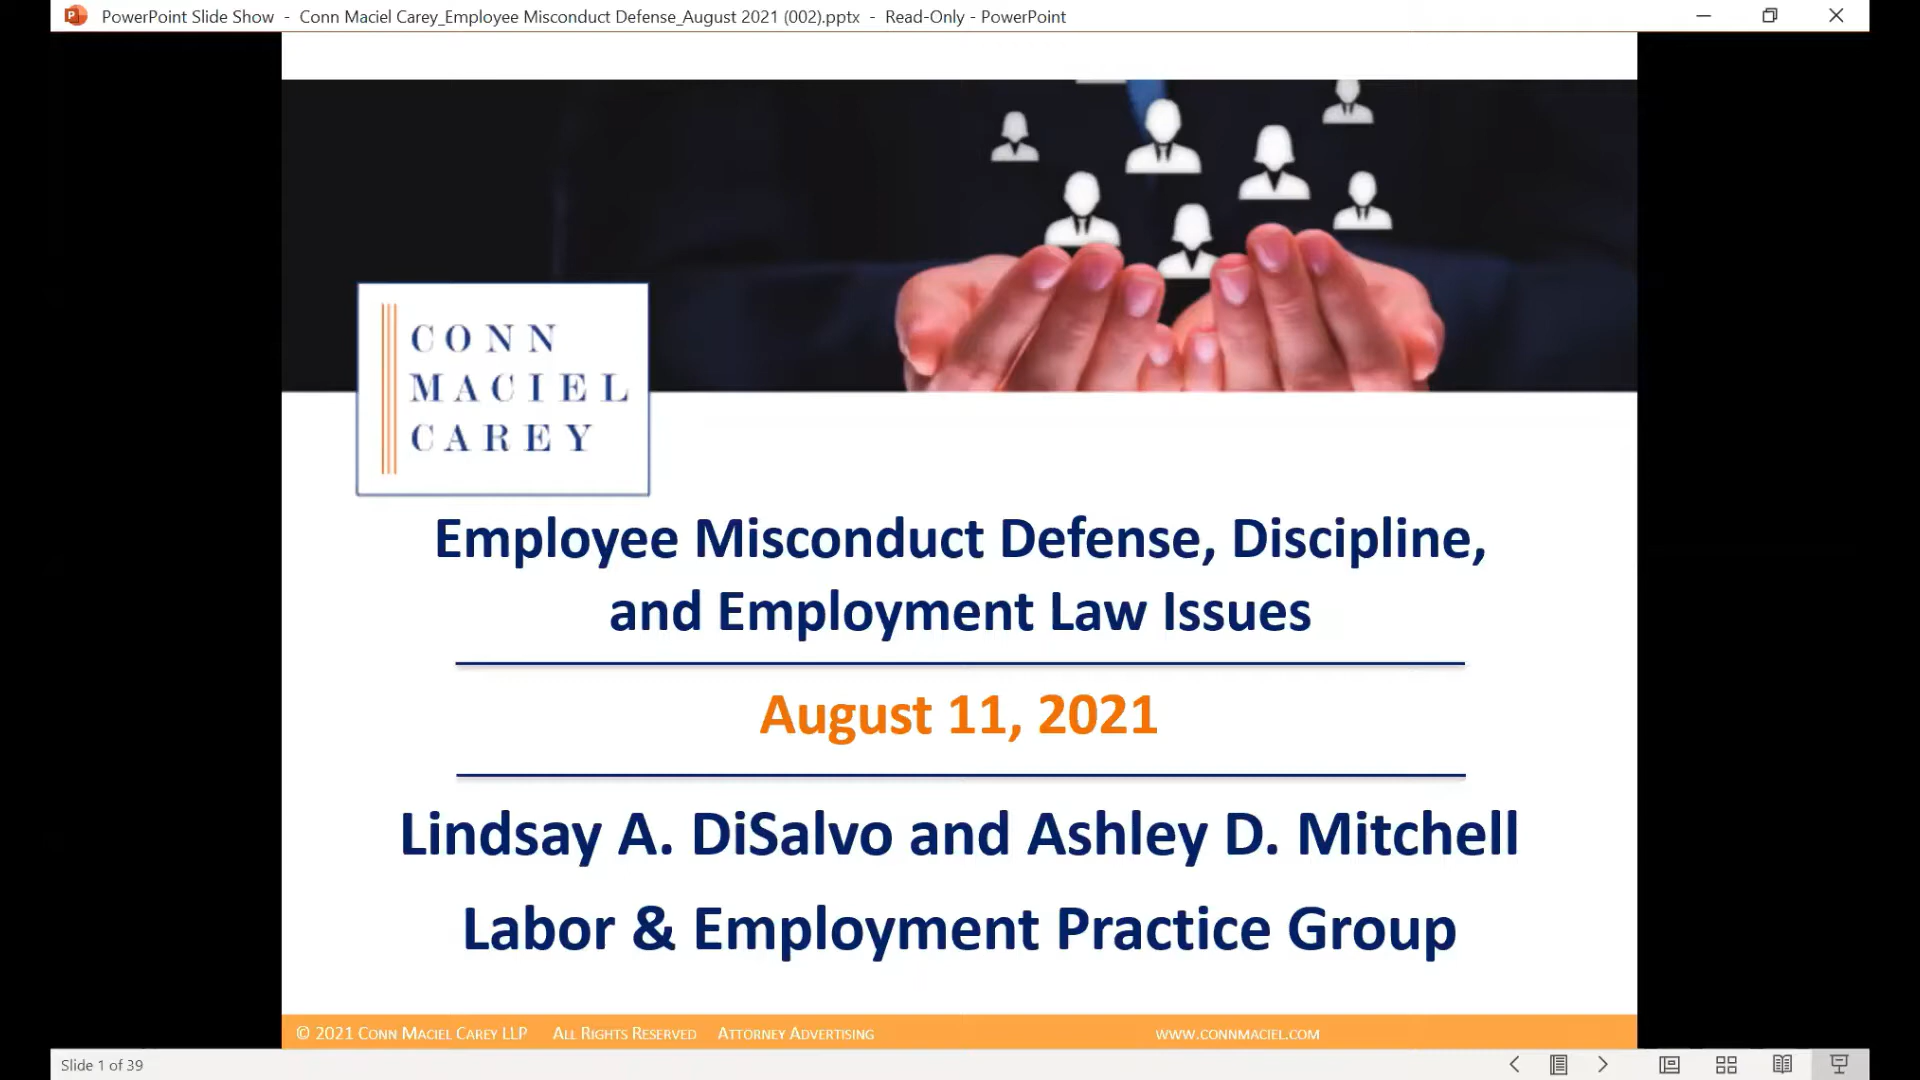 PowerPoint Slide Show - Conn Maciel Carey_Employee Misconduct Defense_August 2021 (002).pptx - Read-Only - PowerPoint
CONN
MACIEL
CAREY
Employee Misconduct Defense, Discipline,
and Employment Law Issues
August 11, 2021
Lindsay A. DiSalvo and Ashley D. Mitchell
Labor & Employment Practice Group
© 2021 CONN MACIEL CAREY LLP ALL RIGHTS RESERVED ATTORNEY ADVERTISING WWW.CONNMACIEL.COM
Slide 1 of 39